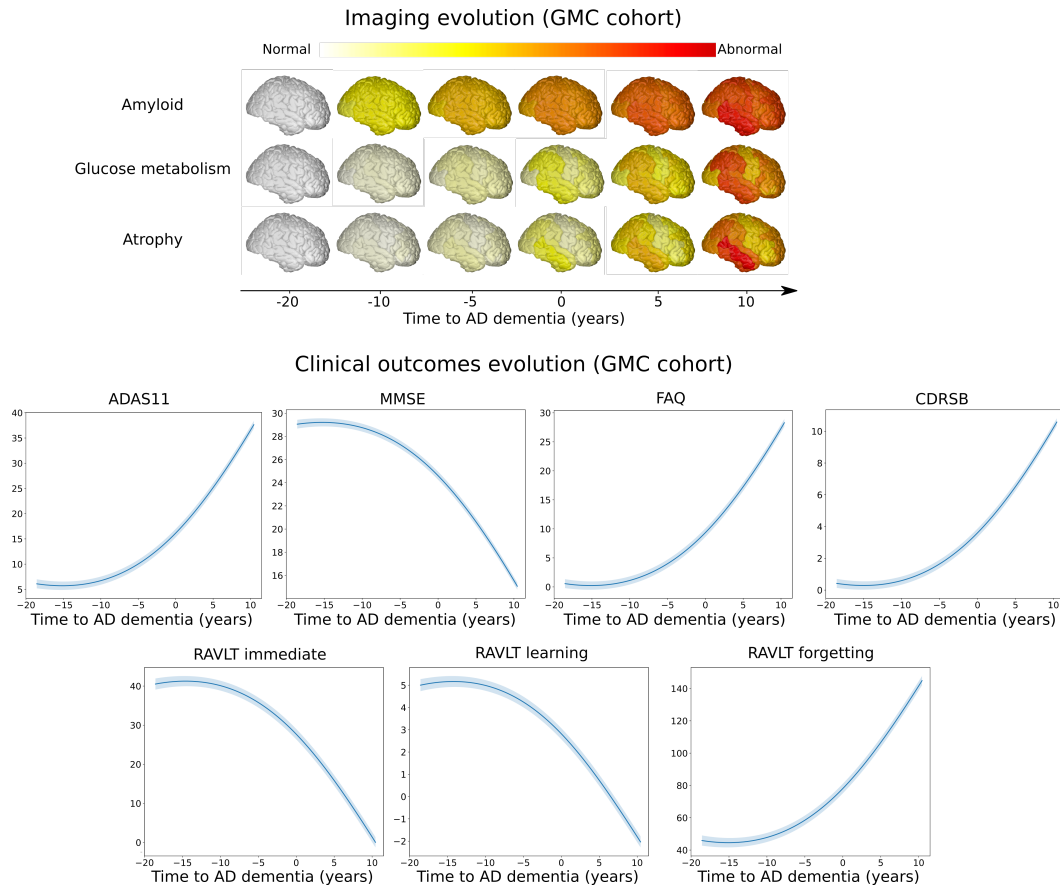 Imaging evolution (GMC cohort)
Normal Abnormal
Amyloid
Glucose metabolism
Atrophy
-20 -10 -5 0 5 10
Time to AD dementia (years)
Clinical outcomes evolution (GMC cohort)
ADAS11 MMSE FAQ CDRSB
40
35
30
25
20
15
10
5
−20 −15 −10 −5 0 5 10
Time to AD dementia (years)
30
28
26
24
22
20
18
16
−20 −15 −10 −5 0 5 10
Time to AD dementia (years)
30
25
20
15
10
5
0
−20 −15 −10 −5 0 5 10
Time to AD dementia (years)
10
8
6
4
2
0
−20 −15 −10 −5 0 5 10
Time to AD dementia (years)
RAVLT immediate RAVLT learning RAVLT forgetting
40
30
20
10
0
−20 −15 −10 −5 0 5 10
Time to AD dementia (years)
5
4
3
2
1
0
−1
−2
−20 −15 −10 −5 0 5 10
Time to AD dementia (years)
140
120
100
80
60
40
−20 −15 −10 −5 0 5 10
Time to AD dementia (years)